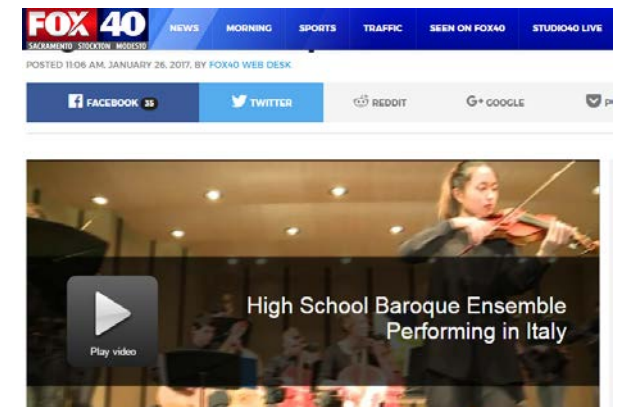 FOX 40
NEWS MORNING SPORTS TRAFFIC SEEN ON FOX40 STUDIO40 LIVE
SACRAMENTO STOCKTON MODESTO
POSTED 11:06 AM, JANUARY 26, 2017, BY FOX40 WEB DESK
FACEBOOK 35 TWITTER REDDIT G+ GOOGLE
High School Baroque Ensemble
Performing in Italy
Play video